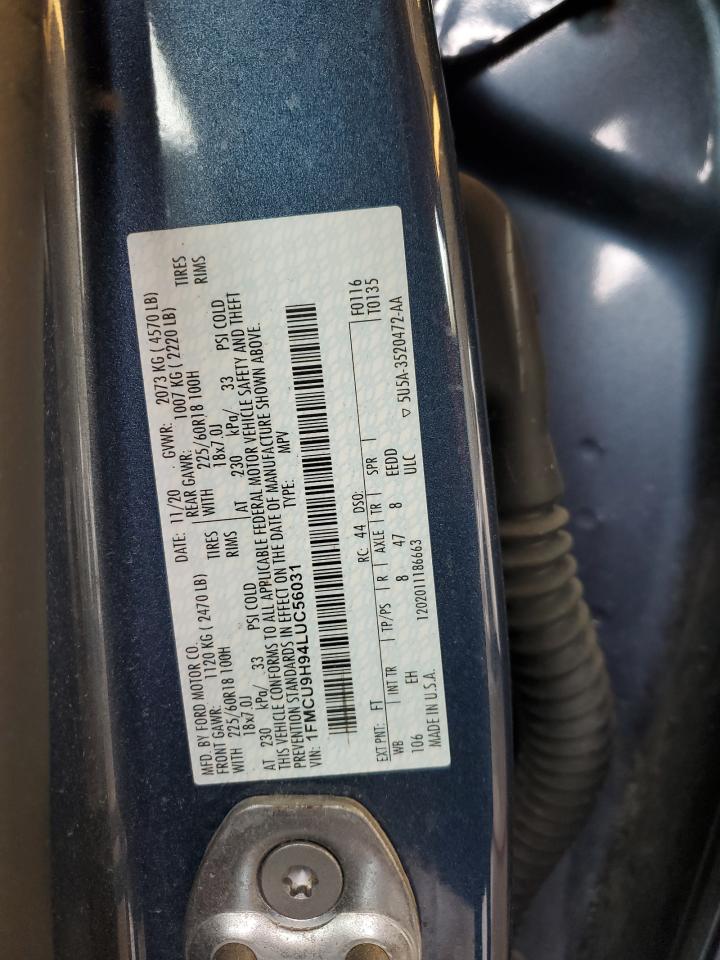 MFD. BY FORD MOTOR CO.
DATE: 11/20 GVWR: 2073 KG ( 4570 LB)
FRONT GAWR: 1120 KG ( 2470 LB) REAR GAWR: 1007 KG ( 2220 LB)
WITH 225/60R18 100H TIRES WITH 225/60R18 100H TIRES
18x7.0J RIMS 18x7.0J RIMS
AT 230 kPa/ 33 PSI COLD AT 230 kPa/ 33 PSI COLD
THIS VEHICLE CONFORMS TO ALL APPLICABLE FEDERAL MOTOR VEHICLE SAFETY AND THEFT
PREVENTION STANDARDS IN EFFECT ON THE DATE OF MANUFACTURE SHOWN ABOVE.
VIN: 1FMCU9H94LUC56031 TYPE: MPV
F0116
T0135
EXT PNT: FT RC: 44 DSO:
WB INT TR TP/PS R AXLE TR SPR
106 EH 8 47 8 EEDD
MADE IN U.S.A. 1202011186663 ULC ▽ 5U5A-3520472-AA